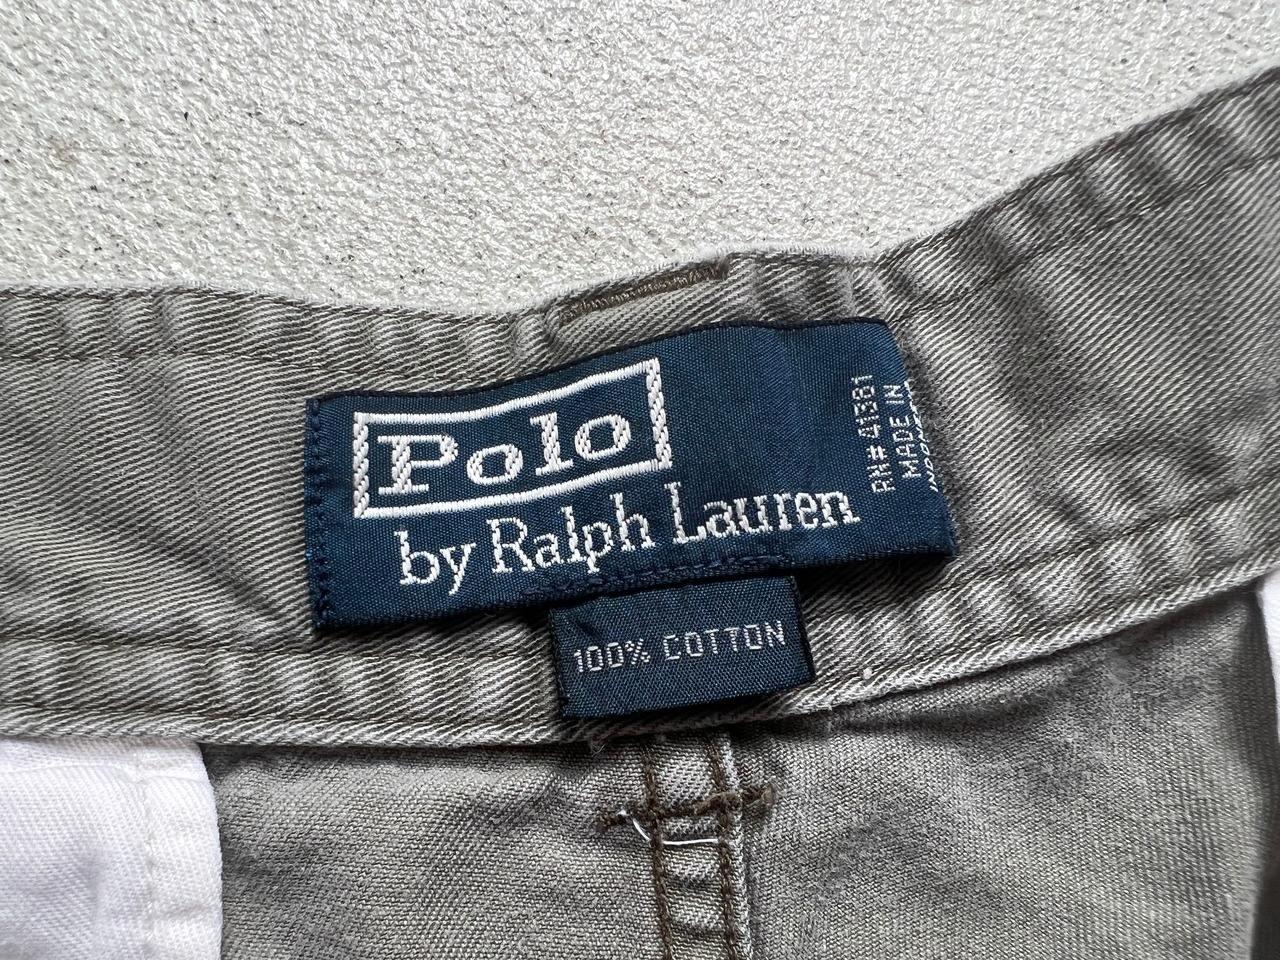 Polo
by Ralph Lauren
RN# 41381
MADE IN
100% COTTON